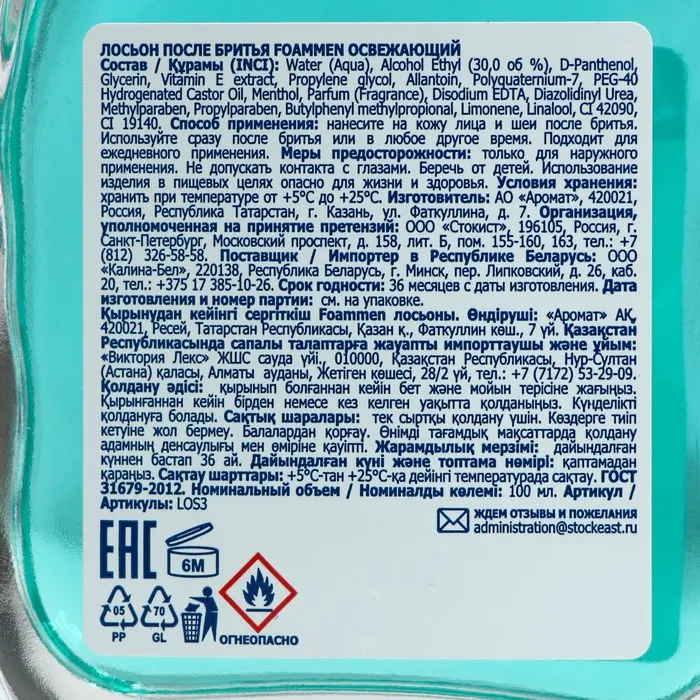 ЛОСЬОН ПОСЛЕ БРИТЬЯ FOAMMEN ОСВЕЖАЮЩИЙ
Состав / Құрамы (INCI): Water (Aqua), Alcohol Ethyl (30,0 об %), D-Panthenol,
Glycerin, Vitamin E extract, Propylene glycol, Allantoin, Polyquaternium-7, PEG-40
Hydrogenated Castor Oil, Menthol, Parfum (Fragrance), Disodium EDTA, Diazolidinyl Urea,
Methylparaben, Propylparaben, Butylphenyl methylpropional, Limonene, Linalool, CI 42090,
CI 19140. Способ применения: нанесите на кожу лица и шеи после бритья.
Используйте сразу после бритья или в любое другое время. Подходит для
ежедневного применения. Меры предосторожности: только для наружного
применения. Не допускать контакта с глазами. Беречь от детей. Использование
изделия в пищевых целях опасно для жизни и здоровья. Условия хранения:
хранить при температуре от +5°С до +25°С. Изготовитель: АО «Аромат», 420021,
Россия, Республика Татарстан, г. Казань, ул. Фаткуллина, д. 7. Организация,
уполномоченная на принятие претензий: ООО «Стокист», 196105, Россия, г.
Санкт-Петербург, Московский проспект, д. 158, лит. Б, пом. 155-160, 163, тел.: +7
(812) 326-58-58. Поставщик / Импортер в Республике Беларусь: ООО
«Калина-Бел», 220138, Республика Беларусь, г. Минск, пер. Липковский, д. 26, каб.
20, тел.: +375 17 385-10-26. Срок годности: 36 месяцев с даты изготовления. Дата
изготовления и номер партии: см. на упаковке.
Қырынудан кейінгі сергіткіш Foammen лосьоны. Өндіруші: «Аромат» АҚ,
420021, Ресей, Татарстан Республикасы, Қазан қ., Фаткуллин көш., 7 үй. Қазақстан
Республикасында сапалы талаптарға жауапты импорттаушы және ұйым:
«Виктория Лекс» ЖШС сауда үйі., 010000, Қазақстан Республикасы, Нур-Султан
(Астана) қаласы, Алматы ауданы, Жетіген көшесі, 28/2 үй, тел.: +7 (7172) 53-29-09.
Қолдану әдісі: қырынып болғаннан кейін бет және мойын терісіне жағыңыз.
Қырынғаннан кейін бірден немесе кез келген уақытта қолданыңыз. Күнделікті
қолдануға болады. Сақтық шаралары: тек сыртқы қолдану үшін. Көздерге тиіп
кетуіне жол бермеу. Балалардан қорғау. Өнімді тағамдық мақсаттарда қолдану
адамның денсаулығы мен өміріне қауіпті. Жарамдылық мерзімі: дайындалған
күннен бастап 36 ай. Дайындалған күні және топтама нөмірі: қаптамадан
қараңыз. Сақтау шарттары: +5°С-тан +25°С-қа дейінгі температурада сақтау. ГОСТ
31679-2012. Номинальный объем / Номиналды көлемі: 100 мл. Артикул /
Артикулы: LOS3
ЖДЕМ ОТЗЫВЫ И ПОЖЕЛАНИЯ
administration@stockeast.ru
EAC
6М
05
PP
70
GL
ОГНЕОПАСНО